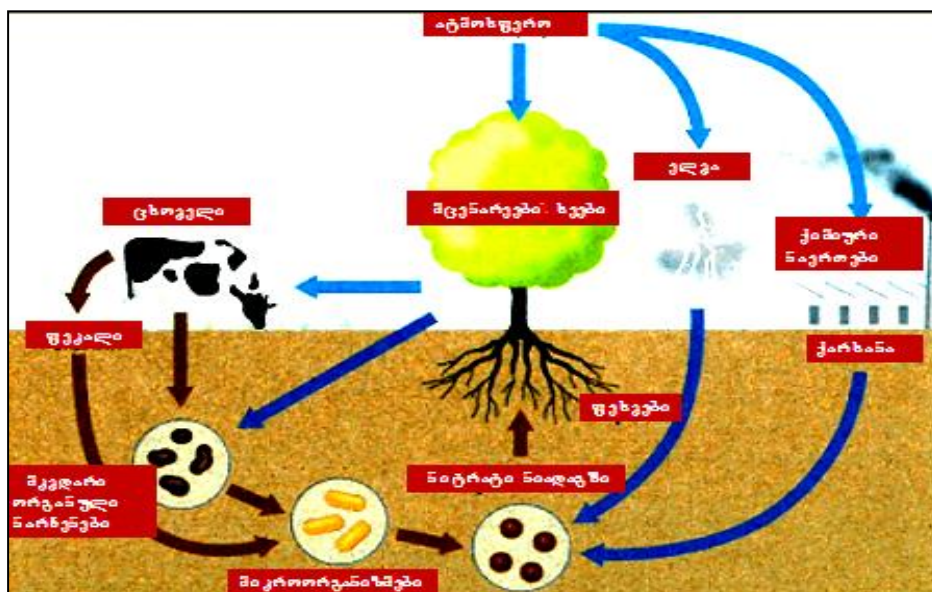 ატმოსფერო
ელვა
ცხოველი
მცენარეები, ხეები
ქიმიური
ნაერთები
ფეკალი
ქარხანა
ფესვები
ნიტრატი ნიადაგში
მკვდარი
ორგანული
ნარჩენები
მიკროორგანიზმები